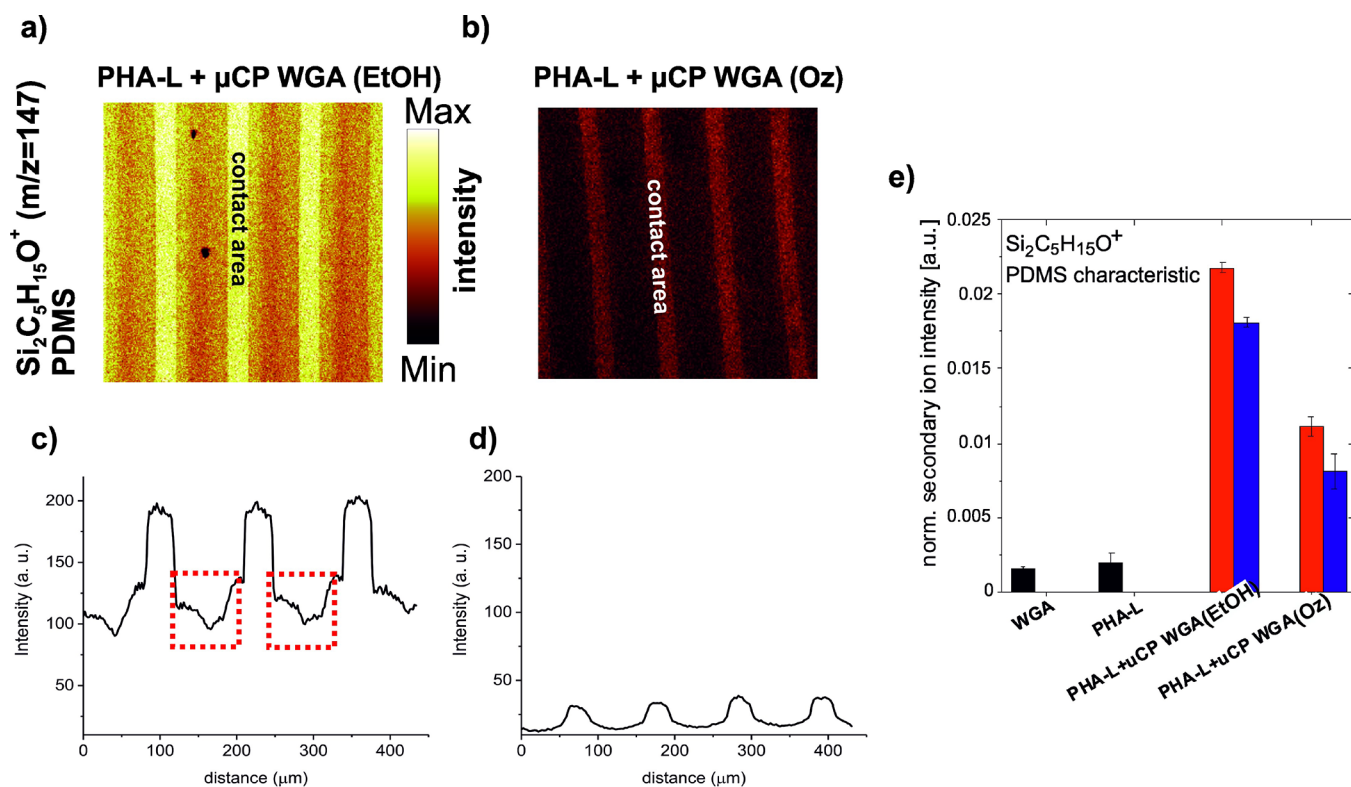 a)
PHA-L + µCP WGA (EtOH)
Si2C5H15O+ (m/z=147)
PDMS
contact area
Max
intensity
Min
b)
PHA-L + µCP WGA (Oz)
contact area
c)
Intensity (a. u.)
200
150
100
50
0
100
200
300
400
distance (µm)
d)
Intensity (a. u.)
200
150
100
50
0
100
200
300
400
distance (µm)
e)
norm. secondary ion intensity [a.u.]
0.025
0.02
0.015
0.01
0.005
0
Si2C5H15O+
PDMS characteristic
WGA
PHA-L
PHA-L+uCP WGA(EtOH)
PHA-L+uCP WGA(Oz)